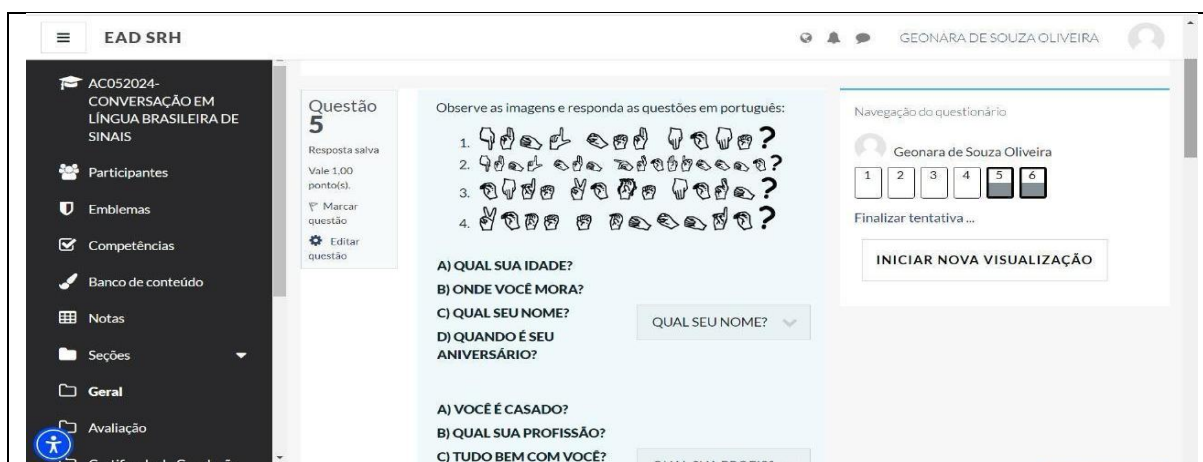 EAD SRH
GEONARA DE SOUZA OLIVEIRA
AC052024-
CONVERSAÇÃO EM
LÍNGUA BRASILEIRA DE
SINAIS
Participantes
Emblemas
Competências
Banco de conteúdo
Notas
Seções
Geral
Avaliação
Questão
5
Resposta salva
Vale 1,00
ponto(s).
Marcar
questão
Editar
questão
Observe as imagens e responda as questões em português:
1. ?
2. ?
3. ?
4. ?
A) QUAL SUA IDADE?
B) ONDE VOCÊ MORA?
C) QUAL SEU NOME?
D) QUANDO É SEU
ANIVERSÁRIO?
QUAL SEU NOME?
A) VOCÊ É CASADO?
B) QUAL SUA PROFISSÃO?
C) TUDO BEM COM VOCÊ?
Navegação do questionário
Geonara de Souza Oliveira
1 2 3 4 5 6
Finalizar tentativa ...
INICIAR NOVA VISUALIZAÇÃO